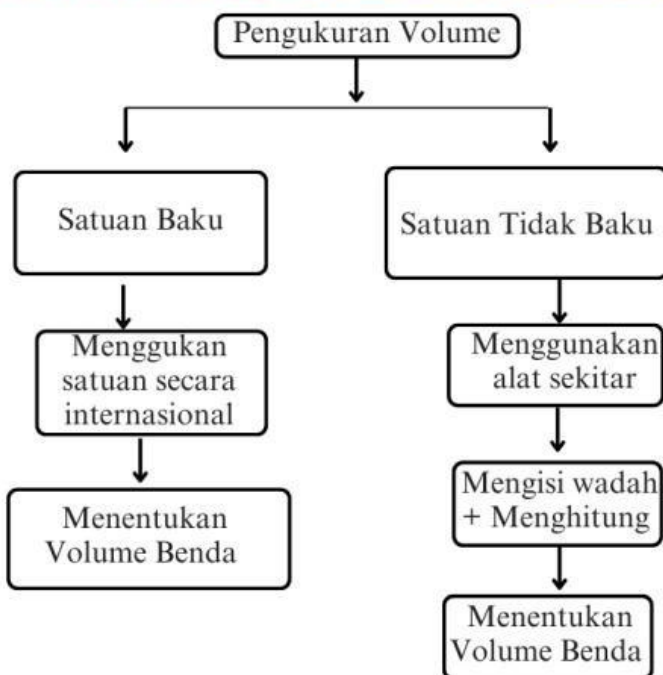 Pengukuran Volume
Satuan Baku
Satuan Tidak Baku
Menggukan
satuan secara
internasional
Menggunakan
alat sekitar
Menentukan
Volume Benda
Mengisi wadah
+ Menghitung
Menentukan
Volume Benda